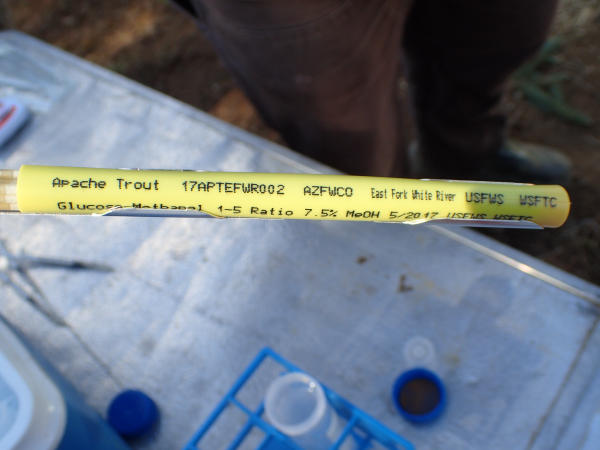 Apache Trout 17APTEFWR002 AZFWCO East Fork White River USFWS WSFTC
Glucose-Methanol 1-5 Ratio 7.5% MeOH 5/2017 USFWS WSFTC